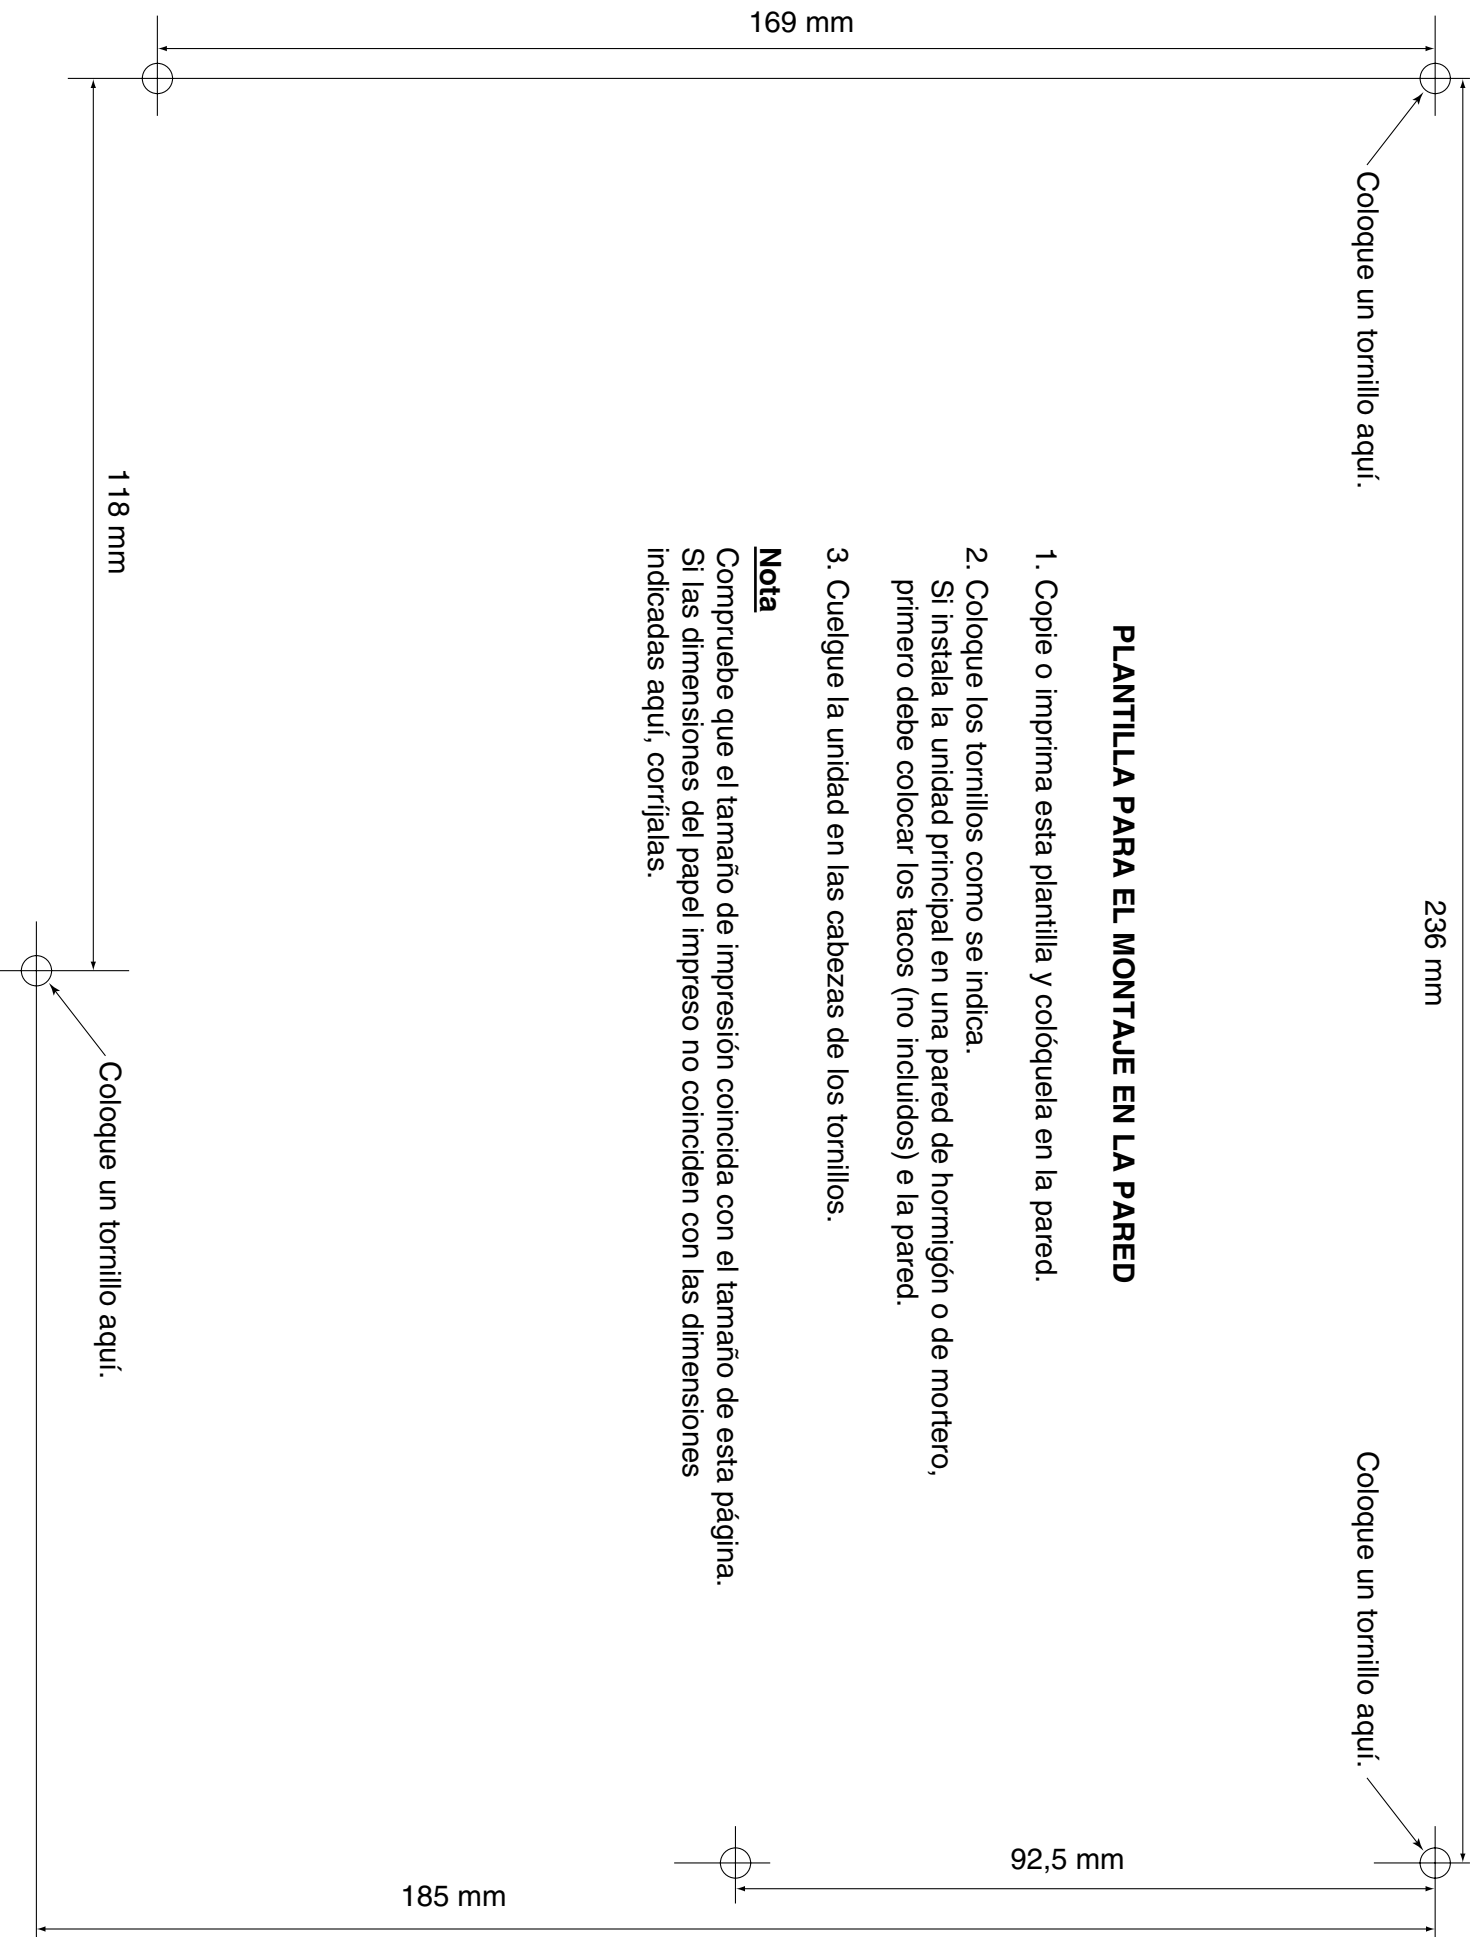 236 mm
169 mm
Coloque un tornillo aquí.
Coloque un tornillo aquí.
PLANTILLA PARA EL MONTAJE EN LA PARED
1. Copie o imprima esta plantilla y colóquela en la pared.
2. Coloque los tornillos como se indica.
Si instala la unidad principal en una pared de hormigón o de mortero,
primero debe colocar los tacos (no incluidos) e la pared.
3. Cuelgue la unidad en las cabezas de los tornillos.
Nota
Compruebe que el tamaño de impresión coincida con el tamaño de esta página.
Si las dimensiones del papel impreso no coinciden con las dimensiones
indicadas aquí, corríjalas.
92,5 mm
185 mm
118 mm
Coloque un tornillo aquí.